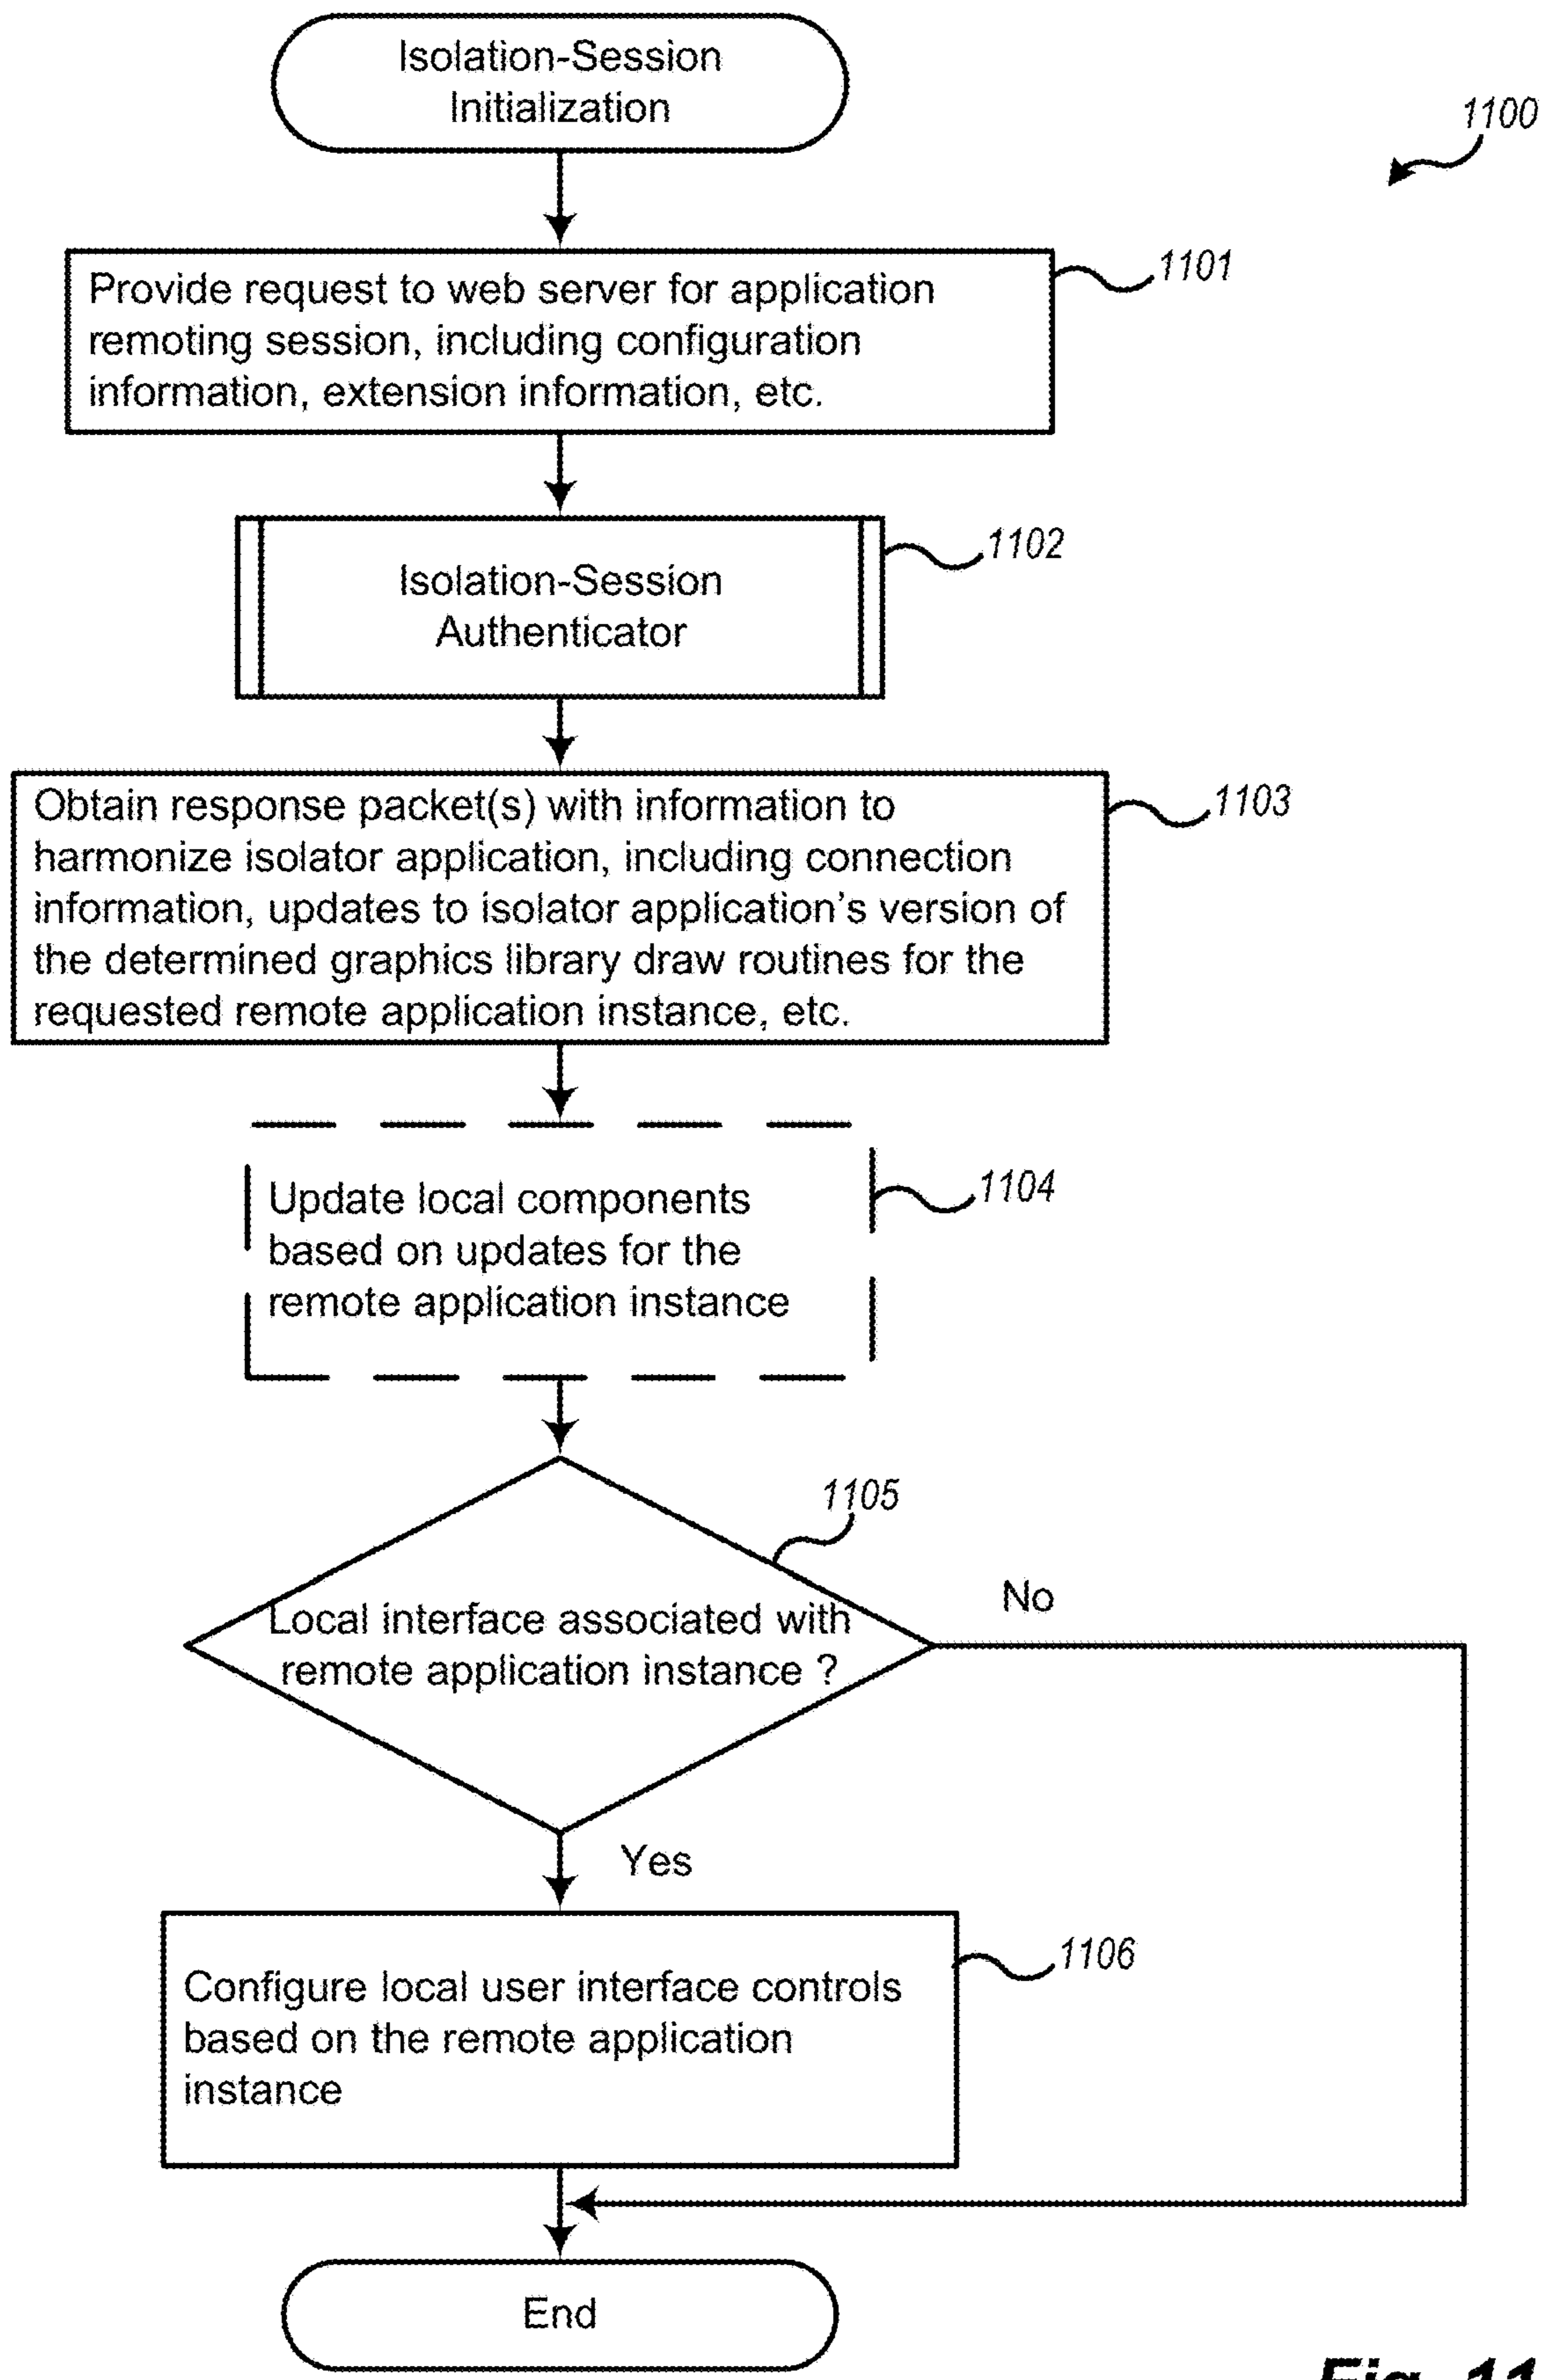 Isolation-Session
Initialization
1100
Provide request to web server for application
remoting session, including configuration
information, extension information, etc.
1101
Isolation-Session
Authenticator
1102
Obtain response packet(s) with information to
harmonize isolator application, including connection
information, updates to isolator application's version of
the determined graphics library draw routines for the
requested remote application instance, etc.
1103
Update local components
based on updates for the
remote application instance
1104
1105
Local interface associated with
remote application instance ?
No
Yes
Configure local user interface controls
based on the remote application
instance
1106
End
Fig. 11